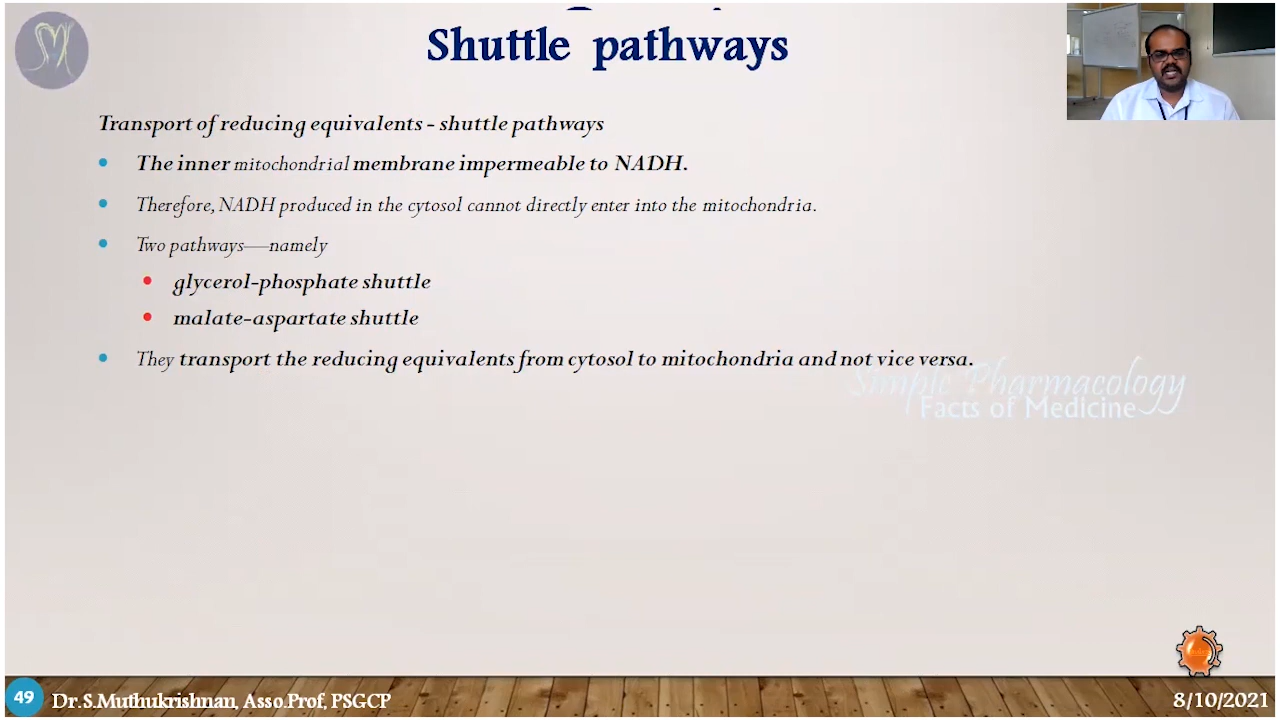 SM
Shuttle pathways
Transport of reducing equivalents - shuttle pathways
The inner mitochondrial membrane impermeable to NADH.
Therefore, NADH produced in the cytosol cannot directly enter into the mitochondria.
Two pathways—namely
glycerol-phosphate shuttle
malate-aspartate shuttle
They transport the reducing equivalents from cytosol to mitochondria and not vice versa.
Simple Pharmacology
Facts of Medicine
49 Dr.S.Muthukrishnan, Asso.Prof, PSGCP 8/10/2021